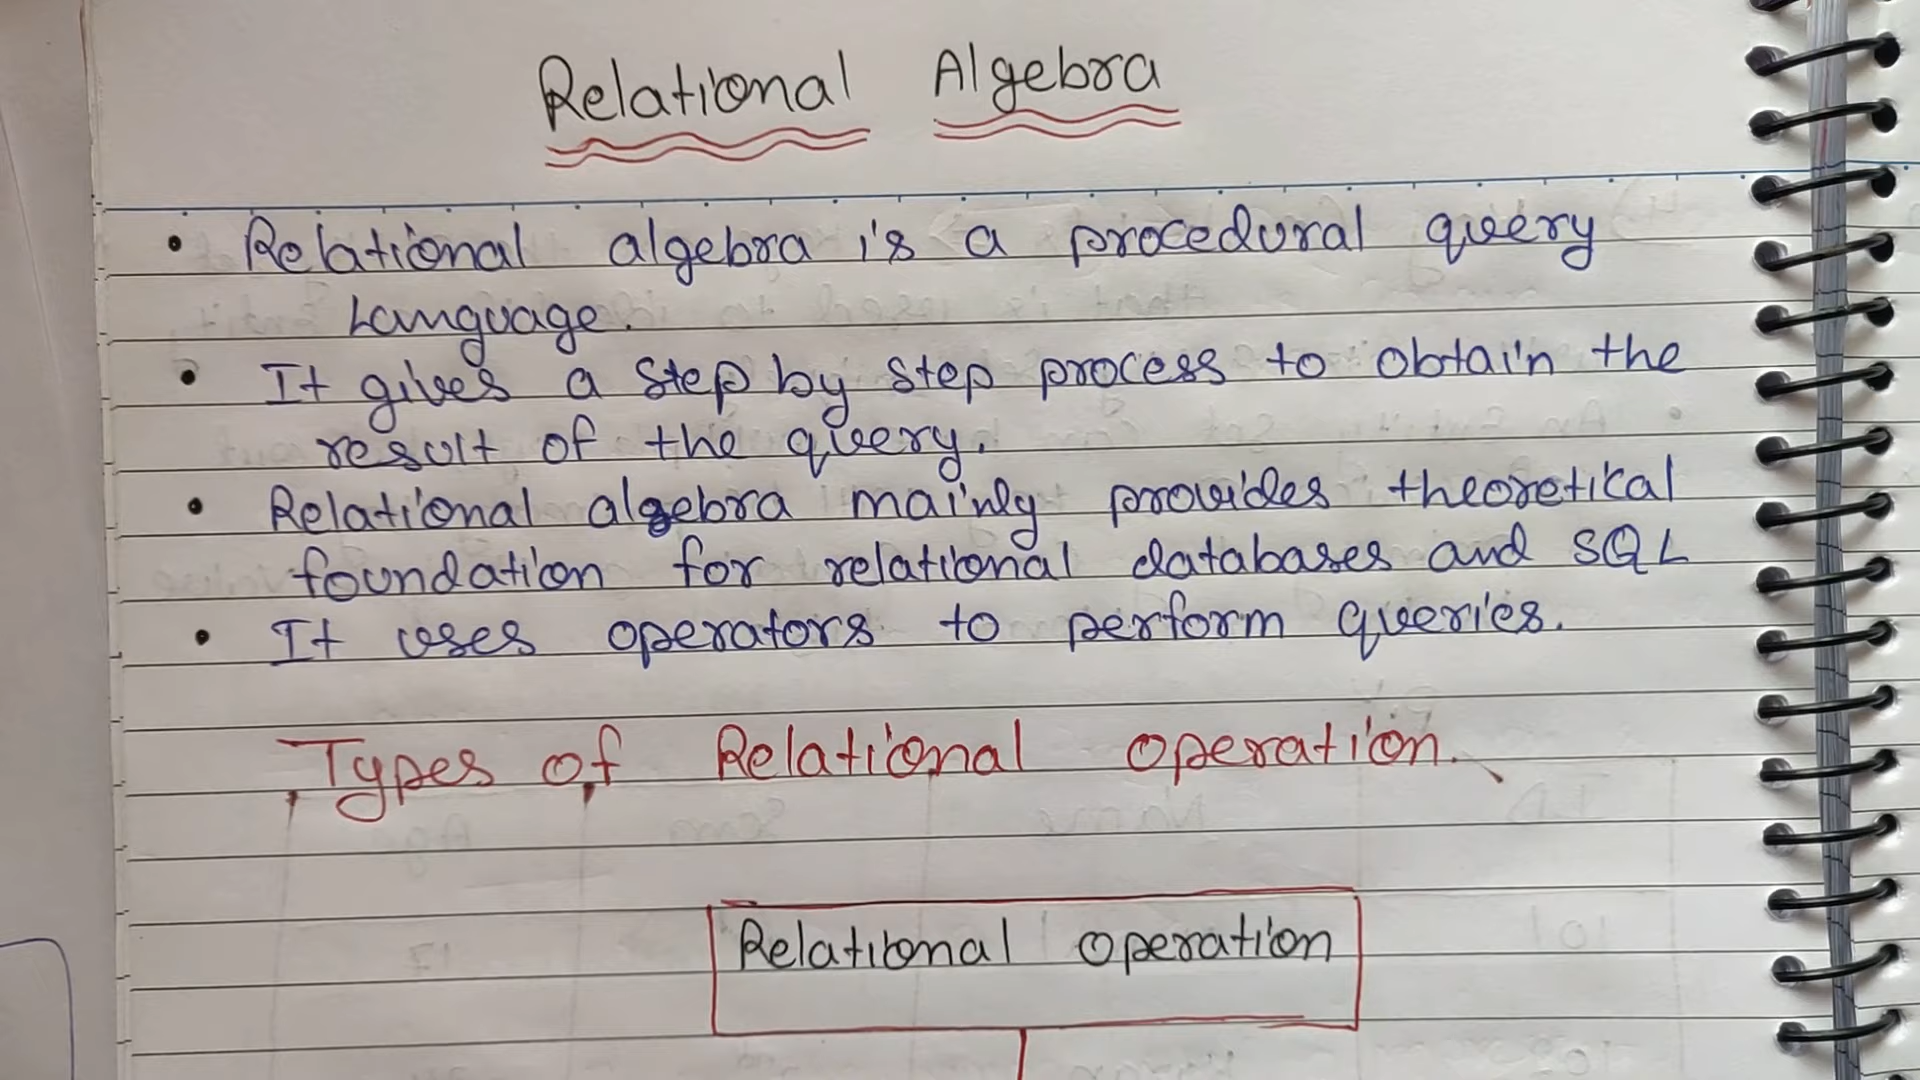 Relational Algebra
• Relational algebra is a procedural query
Language.
• It gives a step by step process to obtain the
result of the query.
• Relational algebra mainly provides theoretical
foundation for relational databases and SQL
• It uses operators to perform queries.
Types of Relational operation.
Relational operation